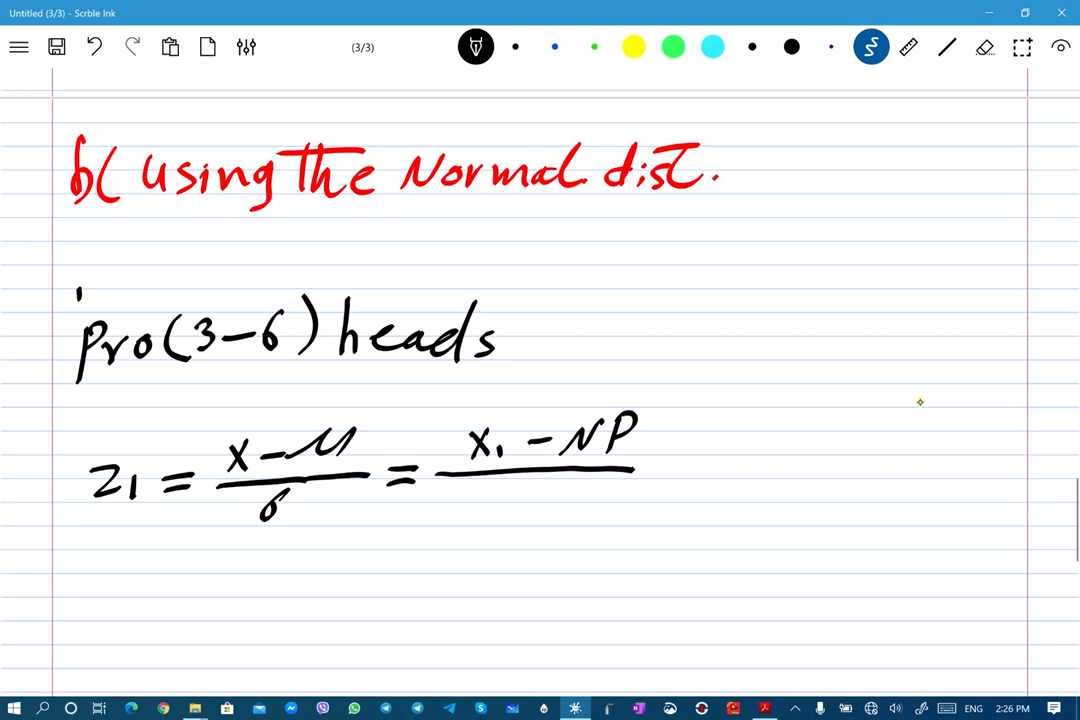 Untitled (3/3) - Scrble Ink
(3/3)
b( Using The Normal dist.
pro(3-6) heads
Z1 = X-M/σ = X1 - NP
ENG 2:26 PM